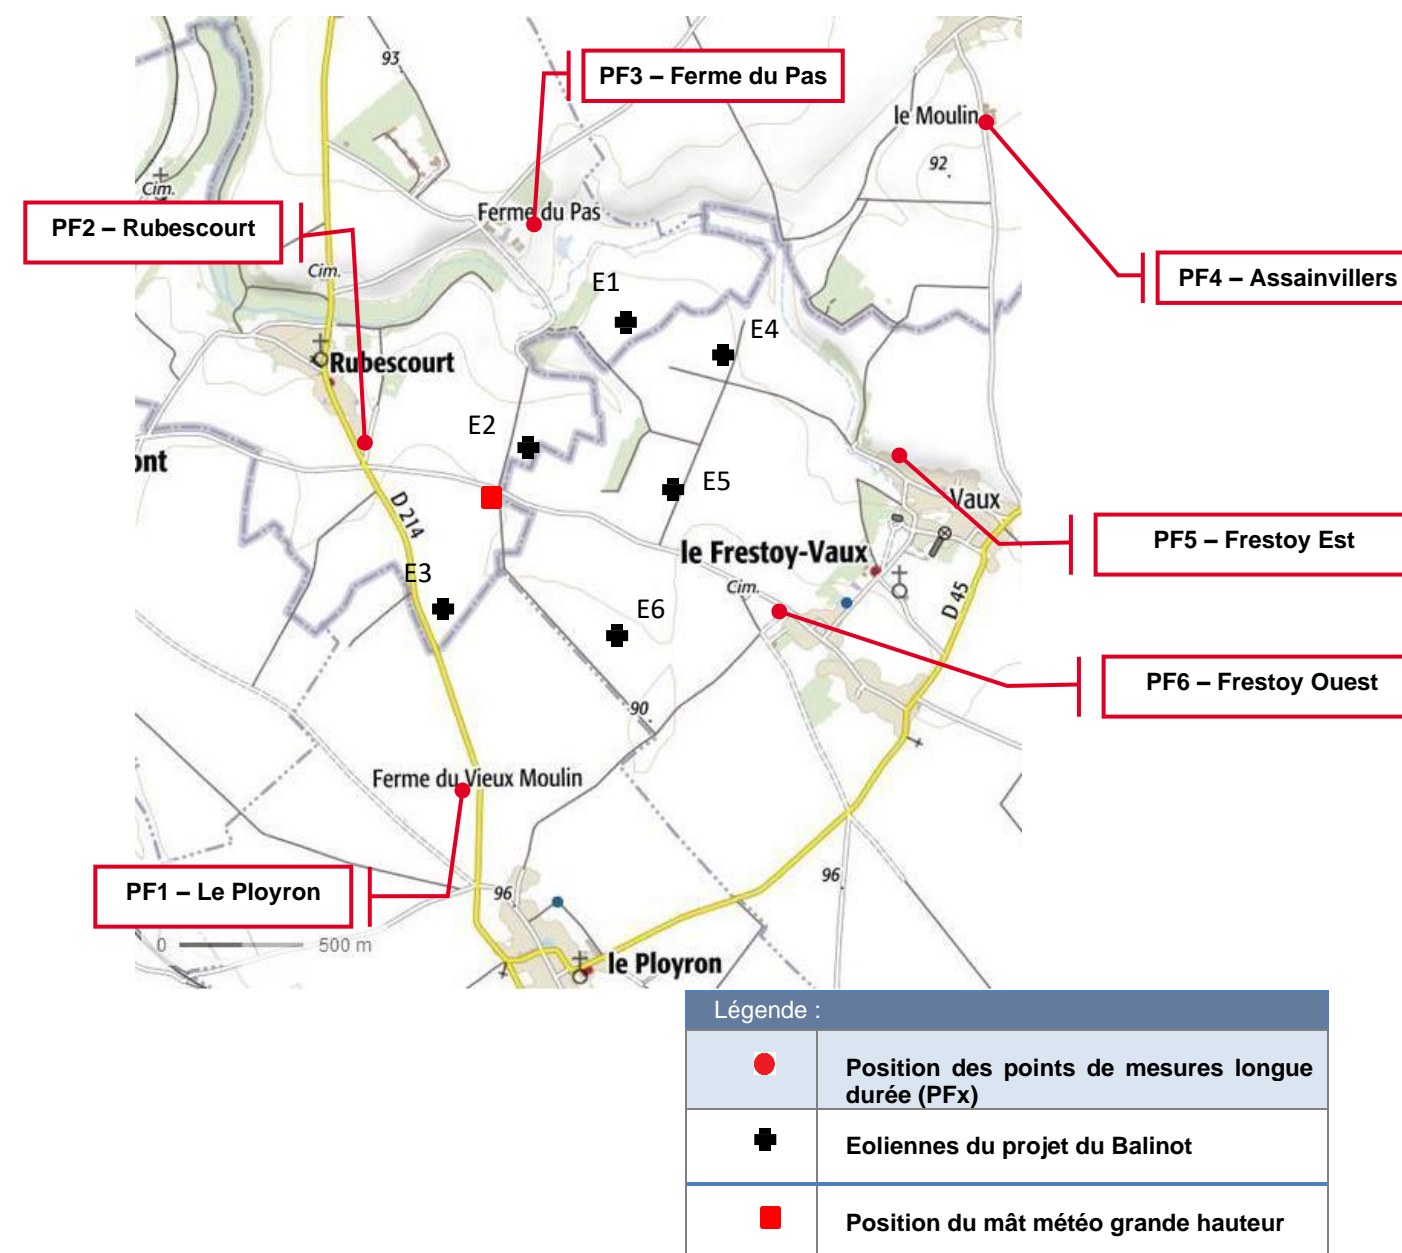 93
PF3 – Ferme du Pas
le Moulin
92
Cim.
PF2 – Rubescourt
Ferme du Pas
Cim.
PF4 – Assainvillers
E1
E4
Rubescourt
E2
ont
E5
Vaux
D 214
PF5 – Frestoy Est
le Frestoy-Vaux
E3
Cim.
E6
D 45
PF6 – Frestoy Ouest
90
Ferme du Vieux Moulin
PF1 – Le Ployron
96
96
0
500 m
le Ployron
Légende :
Position des points de mesures longue
durée (PFx)
Eoliennes du projet du Balinot
Position du mât météo grande hauteur